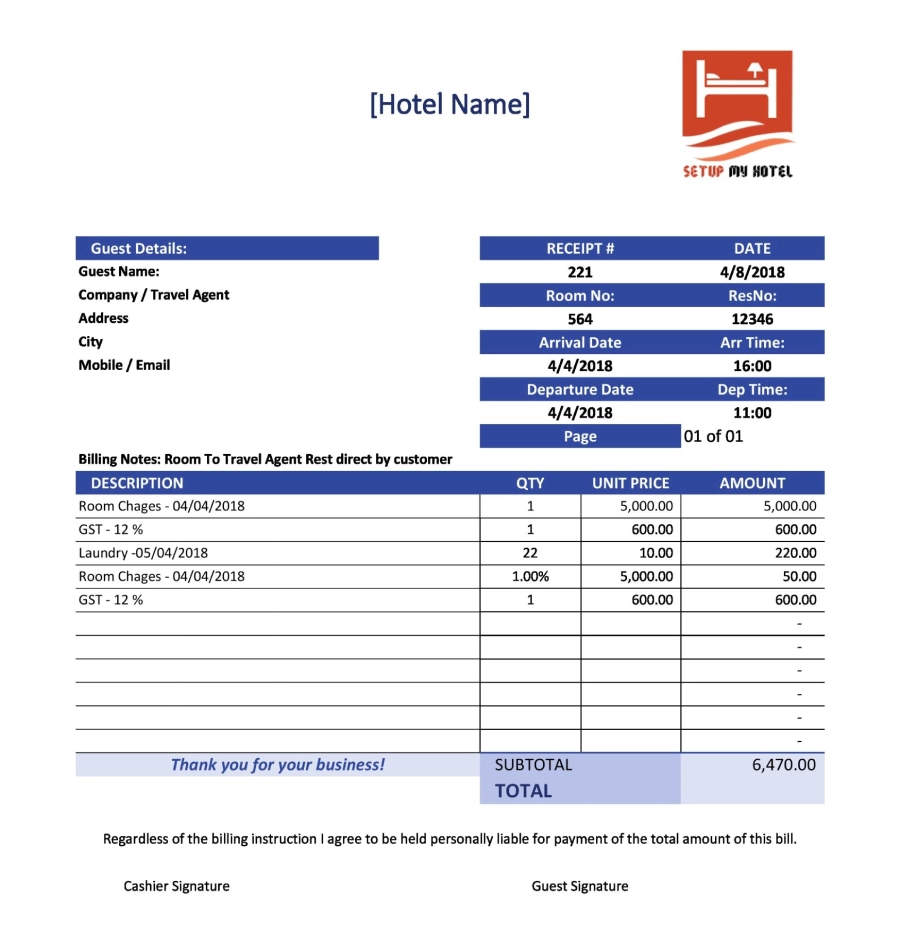 [Hotel Name]
SETUP MY HOTEL
Guest Details:
Guest Name:
Company / Travel Agent
Address
City
Mobile / Email
RECEIPT # DATE
221 4/8/2018
Room No: ResNo:
564 12346
Arrival Date Arr Time:
4/4/2018 16:00
Departure Date Dep Time:
4/4/2018 11:00
Page 01 of 01
Billing Notes: Room To Travel Agent Rest direct by customer
DESCRIPTION QTY UNIT PRICE AMOUNT
Room Chages - 04/04/2018 1 5,000.00 5,000.00
GST - 12 % 1 600.00 600.00
Laundry -05/04/2018 22 10.00 220.00
Room Chages - 04/04/2018 1.00% 5,000.00 50.00
GST - 12 % 1 600.00 600.00
-
-
-
-
-
-
Thank you for your business! SUBTOTAL 6,470.00
TOTAL
Regardless of the billing instruction I agree to be held personally liable for payment of the total amount of this bill.
Cashier Signature Guest Signature